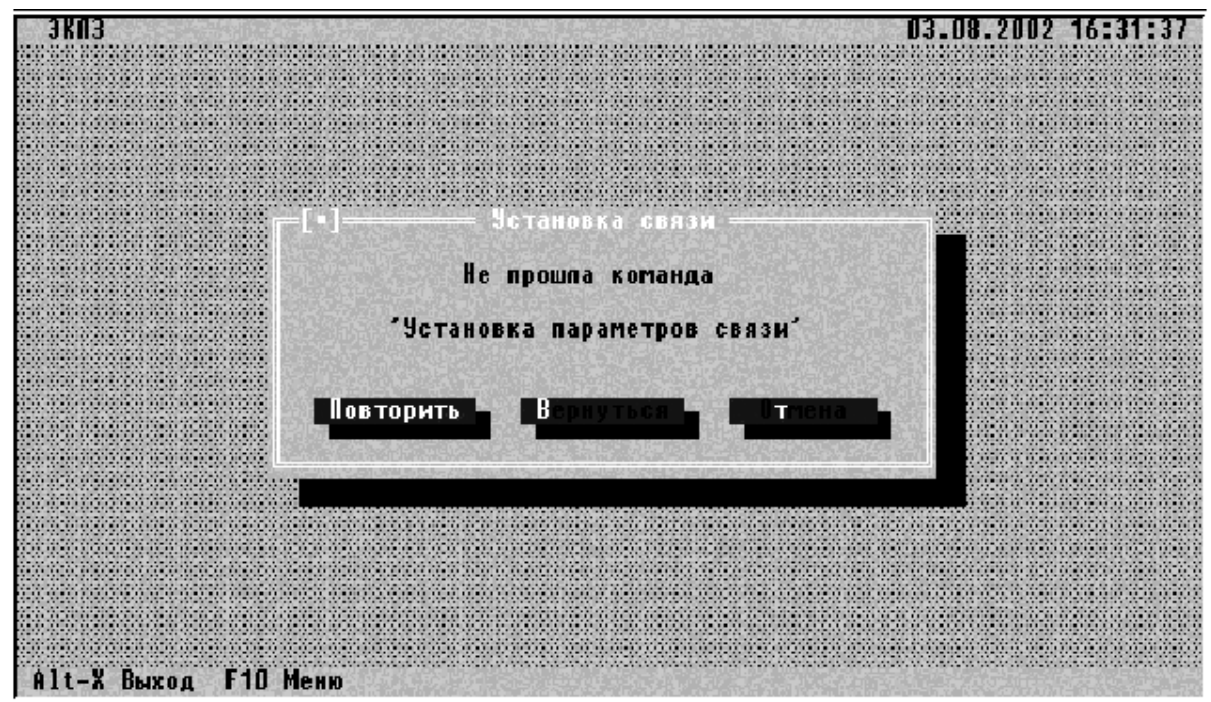 ЭКПЗ 03.08.2002 16:31:37
[▪] Установка связи
Не прошла команда
'Установка параметров связи'
Повторить Вернуться Отмена
Alt-X Выход F10 Меню